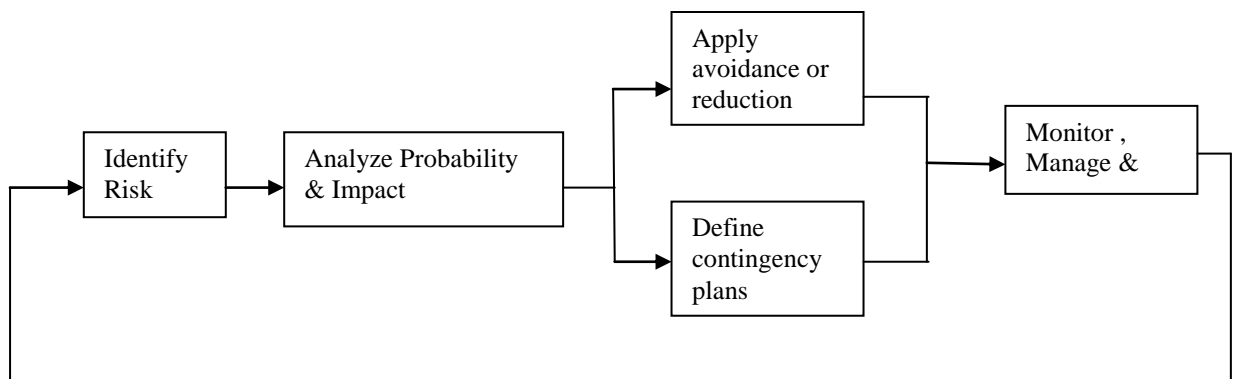 Identify
Risk
Analyze Probability
& Impact
Apply
avoidance or
reduction
Define
contingency
plans
Monitor ,
Manage &